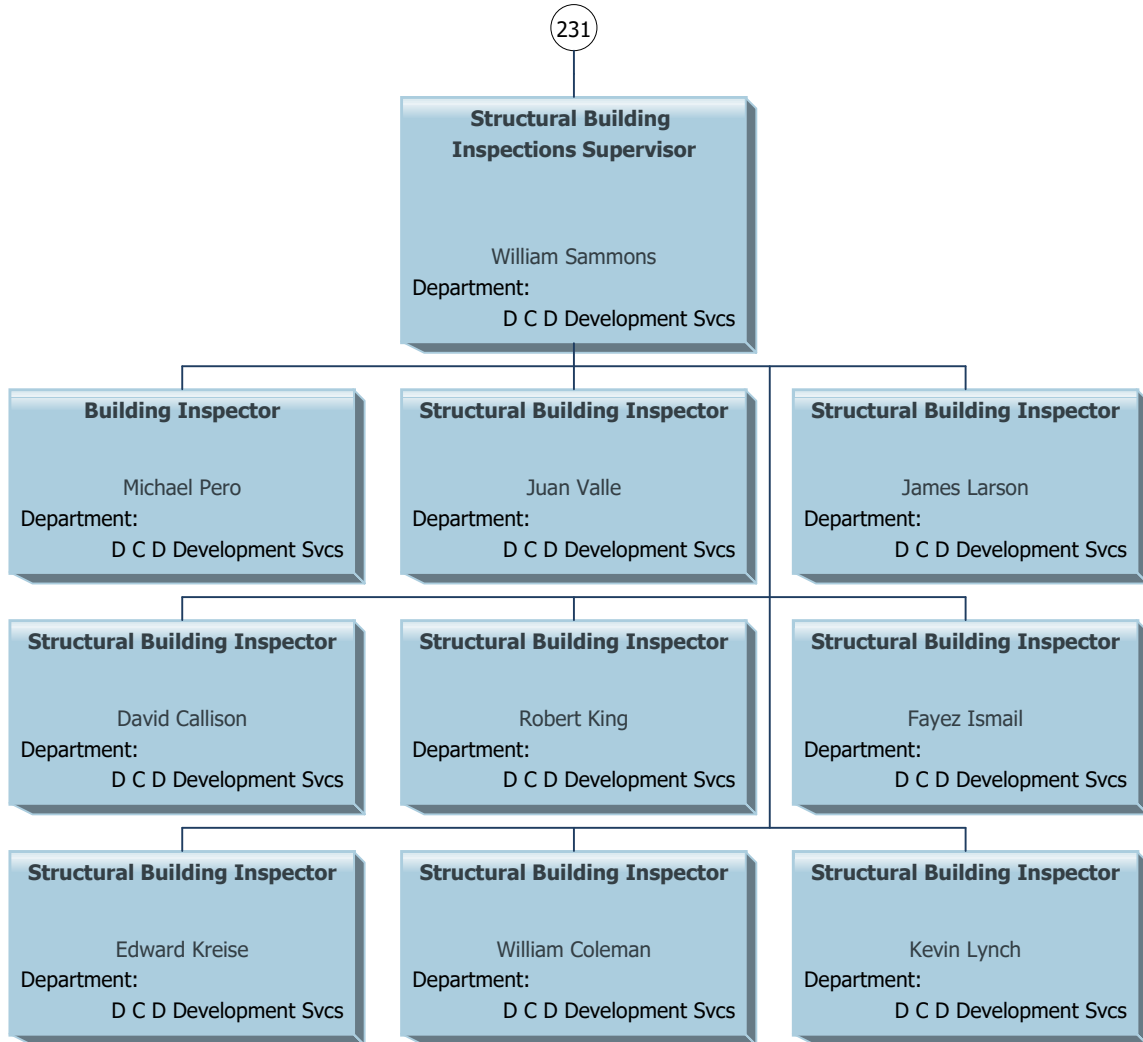 231
Structural Building
Inspections Supervisor
William Sammons
Department:
D C D Development Svcs
Building Inspector
Michael Pero
Department:
D C D Development Svcs
Structural Building Inspector
Juan Valle
Department:
D C D Development Svcs
Structural Building Inspector
James Larson
Department:
D C D Development Svcs
Structural Building Inspector
David Callison
Department:
D C D Development Svcs
Structural Building Inspector
Robert King
Department:
D C D Development Svcs
Structural Building Inspector
Fayez Ismail
Department:
D C D Development Svcs
Structural Building Inspector
Edward Kreise
Department:
D C D Development Svcs
Structural Building Inspector
William Coleman
Department:
D C D Development Svcs
Structural Building Inspector
Kevin Lynch
Department:
D C D Development Svcs